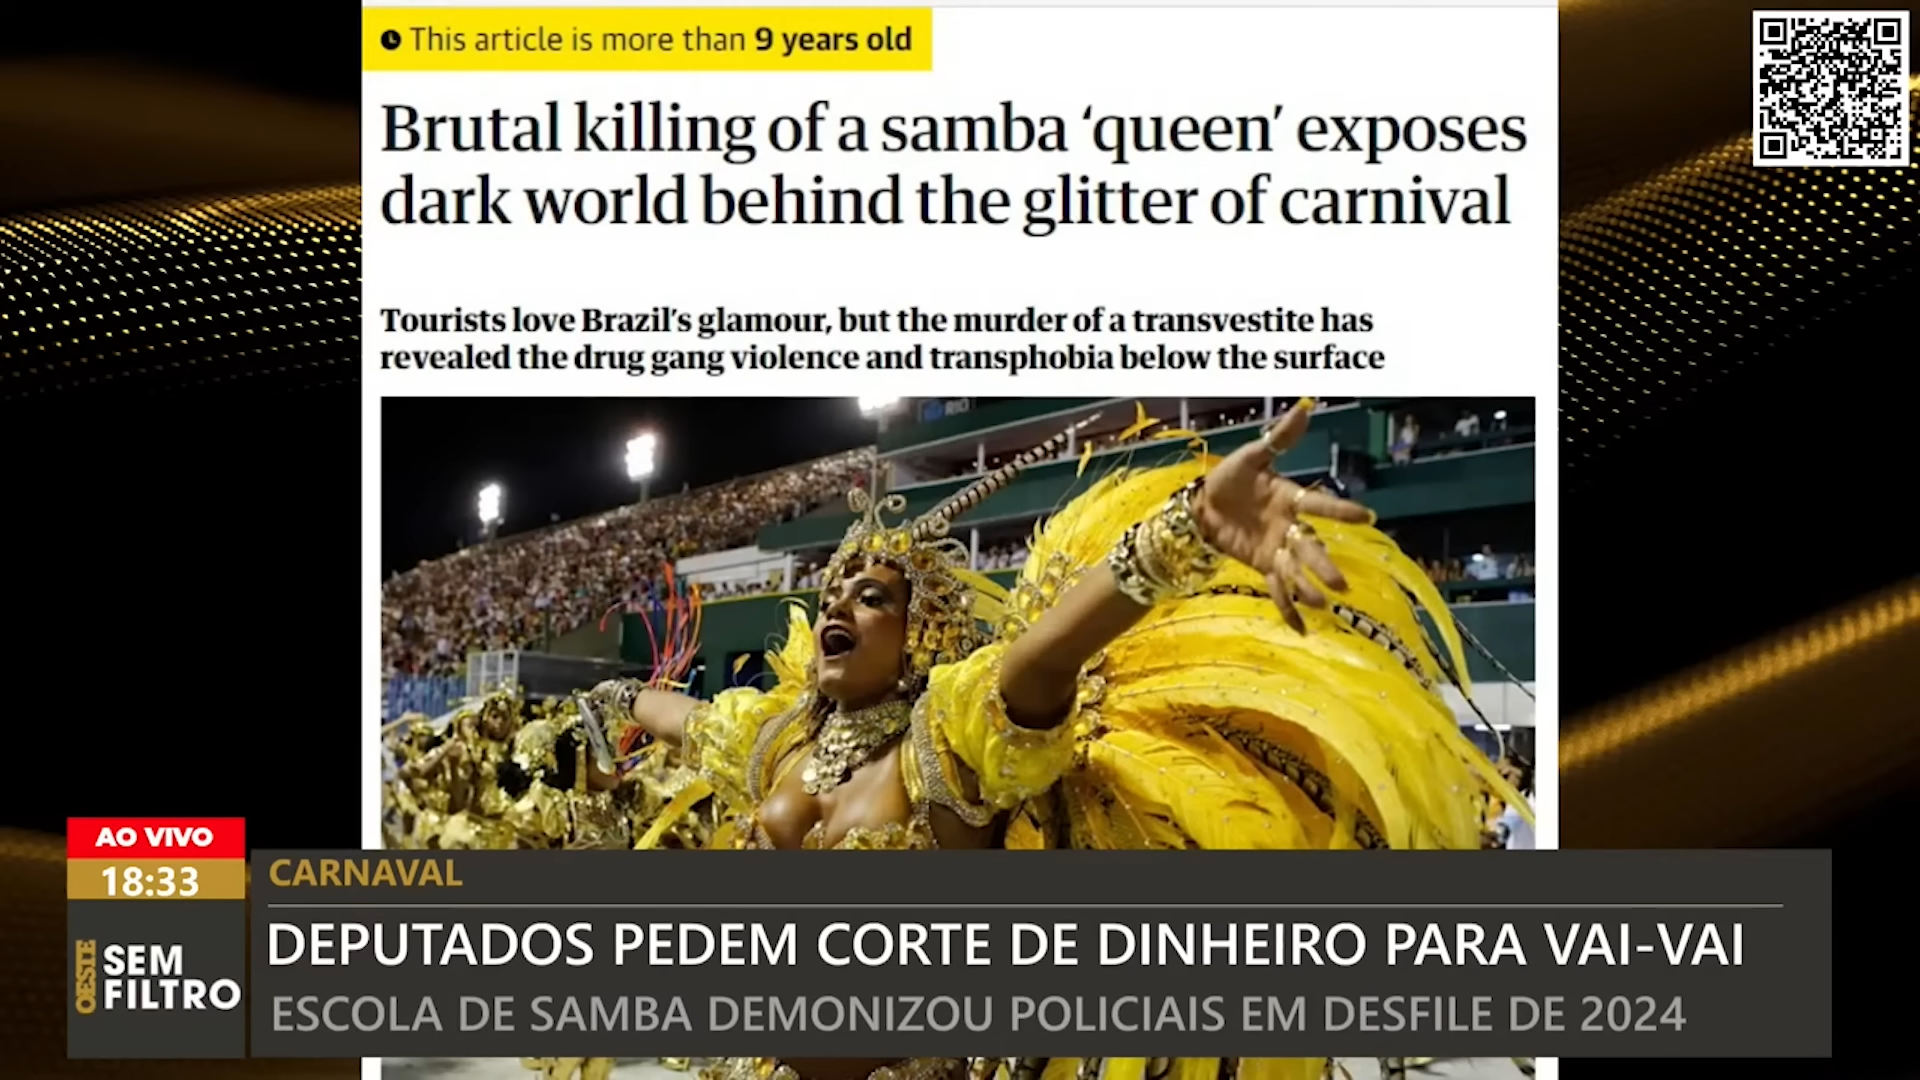 This article is more than 9 years old
Brutal killing of a samba ‘queen’ exposes
dark world behind the glitter of carnival
Tourists love Brazil’s glamour, but the murder of a transvestite has
revealed the drug gang violence and transphobia below the surface
RIO
AO VIVO
18:33
OESTE
SEM
FILTRO
CARNAVAL
DEPUTADOS PEDEM CORTE DE DINHEIRO PARA VAI-VAI
ESCOLA DE SAMBA DEMONIZOU POLICIAIS EM DESFILE DE 2024